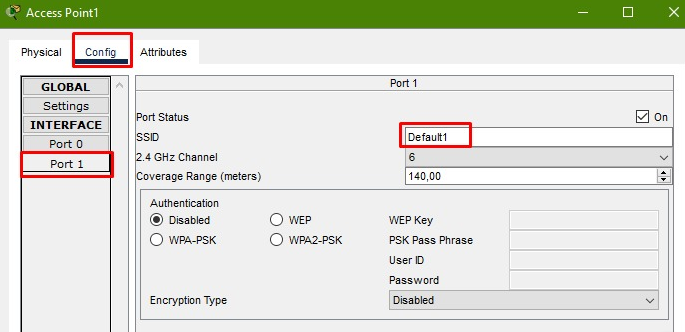 Access Point1
Physical Config Attributes
GLOBAL
Settings
INTERFACE
Port 0
Port 1
Port 1
Port Status On
SSID Default1
2.4 GHz Channel 6
Coverage Range (meters) 140,00
Authentication
Disabled WEP WEP Key
WPA-PSK WPA2-PSK PSK Pass Phrase
User ID
Password
Encryption Type Disabled